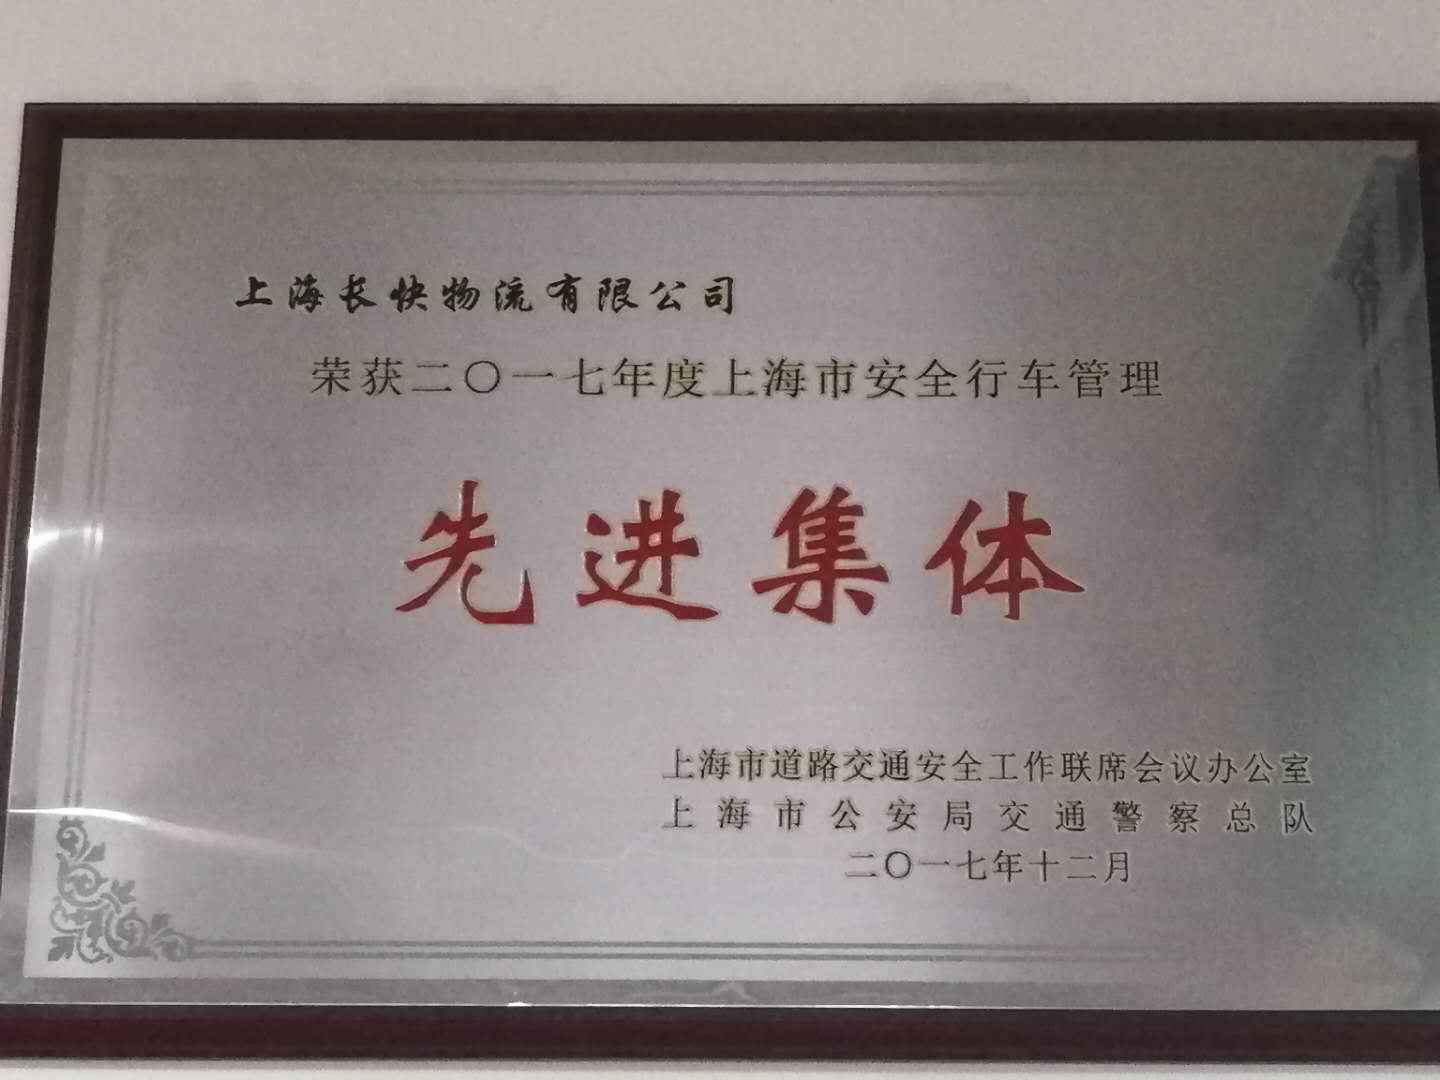 上海长快物流有限公司
荣获二〇一七年度上海市安全行车管理
先进集体
上海市道路交通安全工作联席会议办公室
上海市公安局交通警察总队
二〇一七年十二月